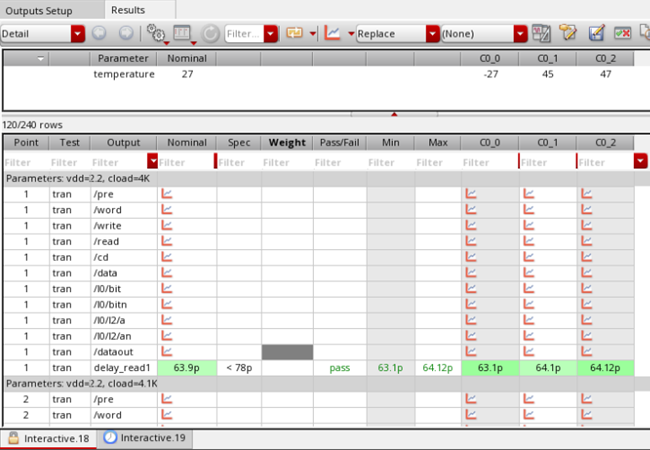 Outputs Setup Results
Detail Filter... Replace (None)
Parameter Nominal C0_0 C0_1 C0_2
temperature 27 -27 45 47
120/240 rows
Point Test Output Nominal Spec Weight Pass/Fail Min Max C0_0 C0_1 C0_2
Filter Filter Filter Filter Filter Filter Filter Filter Filter Filter Filter Filter
Parameters: vdd=2.2, cload=4K
1 tran /pre
1 tran /word
1 tran /write
1 tran /read
1 tran /cd
1 tran /data
1 tran /I0/bit
1 tran /I0/bitn
1 tran /I0/I2/a
1 tran /I0/I2/an
1 tran /dataout
1 tran delay_read1 63.9p < 78p pass 63.1p 64.12p 63.1p 64.1p 64.12p
Parameters: vdd=2.2, cload=4.1K
2 tran /pre
2 tran /word
Interactive.18 Interactive.19